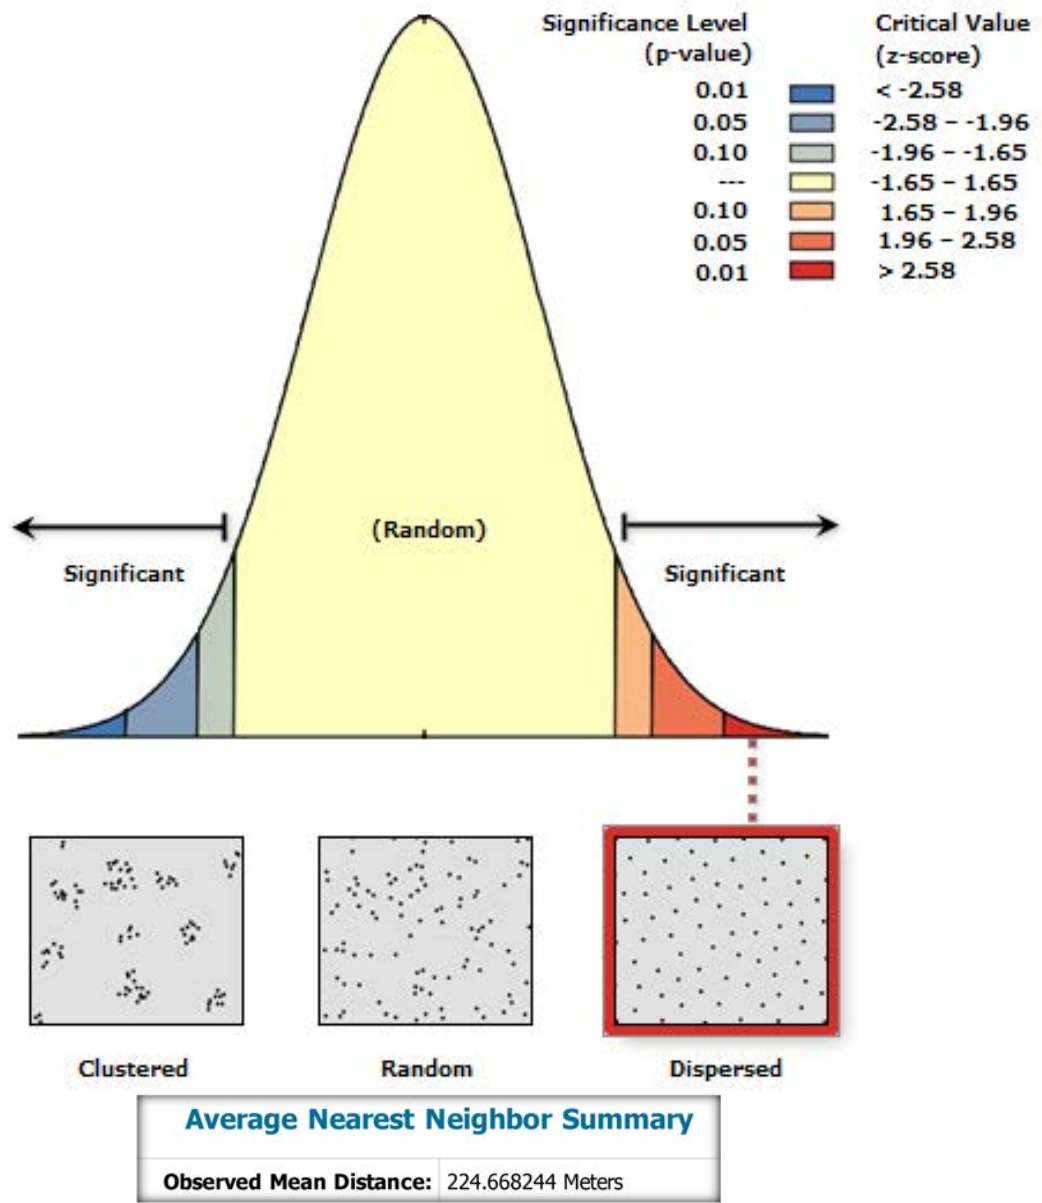 Significance Level Critical Value
(p-value) (z-score)
0.01 < -2.58
0.05 -2.58 – -1.96
0.10 -1.96 – -1.65
--- -1.65 – 1.65
0.10 1.65 – 1.96
0.05 1.96 – 2.58
0.01 > 2.58
(Random)
Significant Significant
Clustered Random Dispersed
Average Nearest Neighbor Summary
Observed Mean Distance: 224.668244 Meters